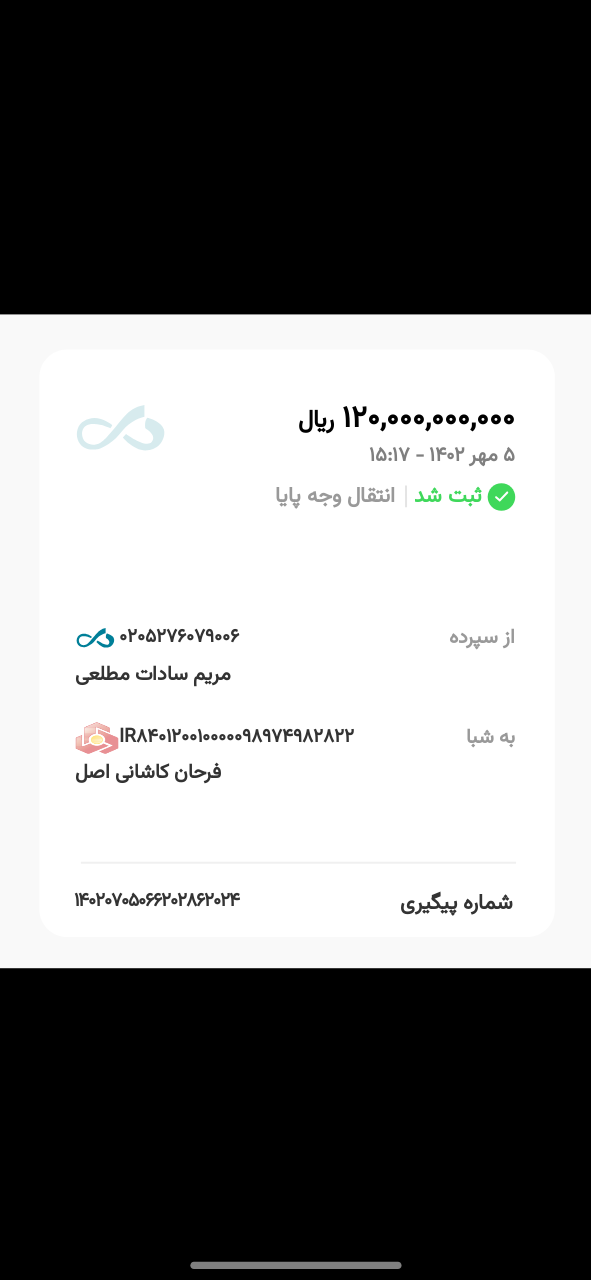 ۱۲۰,۰۰۰,۰۰۰,۰۰۰ ریال
۵ مهر ۱۴۰۲ - ۱۵:۱۷
ثبت شد | انتقال وجه پایا
از سپرده ۰۲۰۵۲۷۶۰۷۹۰۰۶
مریم سادات مطلعی
به شبا IR۸۴۰۱۲۰۰۱۰۰۰۰۰۹۸۹۷۴۹۸۲۸۲۲
فرحان کاشانی اصل
شماره پیگیری ۱۴۰۲۰۷۰۵۰۶۶۲۰۲۸۶۲۰۲۴